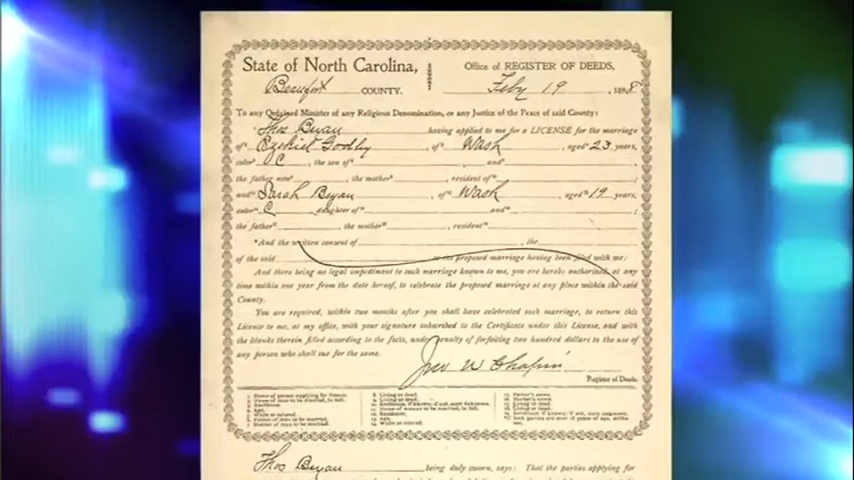 State of North Carolina,
Office of REGISTER OF DEEDS,
Beaufort COUNTY. Feby 19, 1898
To any Ordained Minister of any Religious Denomination, or any Justice of the Peace of said County:
Thos Bryan having applied to me for a LICENSE for the marriage
of Ezekiel Godley, of Wash, aged 23 years,
color C, the son of and
the father, the mother, resident of
and Sarah Bryan, of Wash aged 19 years,
color C, daughter of and
the father, the mother, resident
And the written consent of, the
of the said to the proposed marriage having been filed with me;
And there being no legal impediment to such marriage known to me, you are hereby authorized, at any
time within one year from the date hereof, to celebrate the proposed marriage at any place within the said
County.
You are required, within two months after you shall have celebrated such marriage, to return this
License to me, at my office, with your signature subscribed to the Certificate under this License, and with
the blanks therein filled according to the facts, under penalty of forfeiting two hundred dollars to the use of
any person who shall sue for the same.
Jno W Chapin
Register of Deeds.
Thos Bryan being duly sworn, says: That the parties applying for